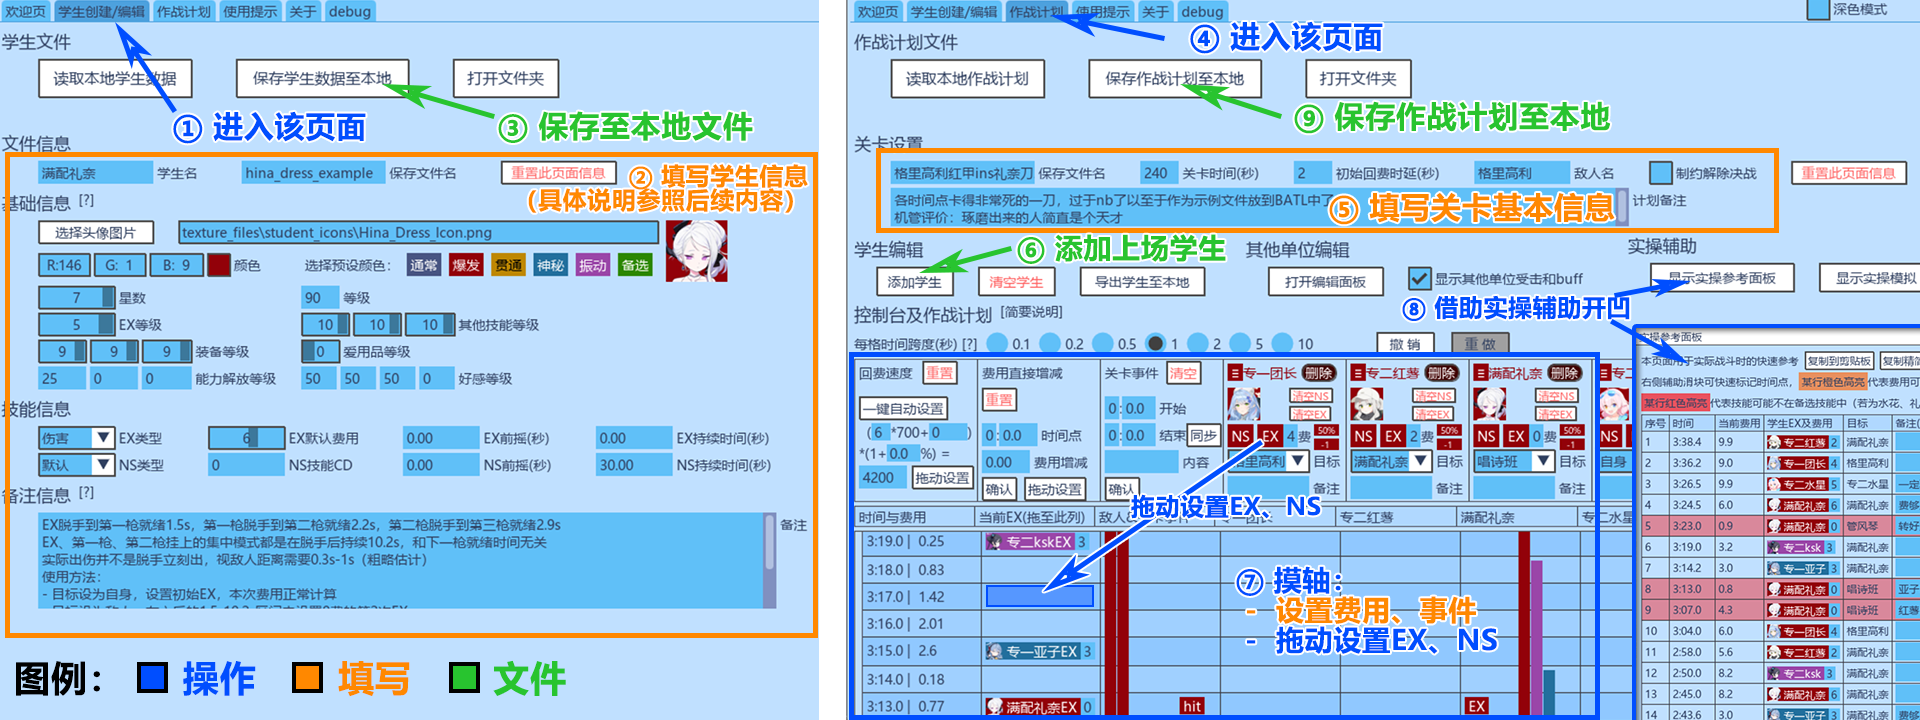 欢迎页 学生创建/编辑 作战计划 使用提示 关于 debug
学生文件
读取本地学生数据 保存学生数据至本地 打开文件夹
① 进入该页面
③ 保存至本地文件
文件信息
满配礼奈 学生名 hina_dress_example 保存文件名 重置此页面信息
② 填写学生信息
(具体说明参照后续内容)
基础信息 [?]
选择头像图片 texture_files\student_icons\Hina_Dress_Icon.png
R:146 G: 1 B: 9 颜色 选择预设颜色: 通常 爆发 贯通 神秘 振动 备选
7 星数 90 等级
5 EX等级 10 10 10 其他技能等级
9 9 9 装备等级 0 爱用品等级
25 0 0 能力解放等级 50 50 50 0 好感等级
技能信息
伤害 EX类型 6 EX默认费用 0.00 EX前摇(秒) 0.00 EX持续时间(秒)
默认 NS类型 0 NS技能CD 0.00 NS前摇(秒) 30.00 NS持续时间(秒)
备注信息 [?]
EX脱手到第一枪就绪1.5s，第一枪脱手到第二枪就绪2.2s，第二枪脱手到第三枪就绪2.9s
EX、第一枪、第二枪挂上的集中模式都是在脱手后持续10.2s，和下一枪就绪时间无关
实际出伤并不是脱手立刻出，视敌人距离需要0.3s-1s（粗略估计）
使用方法：
- 目标设为自身，设置初始EX，本次费用正常计算
备注
图例： 操作 填写 文件
欢迎页 学生创建/编辑 作战计划 使用提示 关于 debug 深色模式
④ 进入该页面
作战计划文件
读取本地作战计划 保存作战计划至本地 打开文件夹
⑨ 保存作战计划至本地
关卡设置
格里高利红甲ins礼奈刀 保存文件名 240 关卡时间(秒) 2 初始回费时延(秒) 格里高利 敌人名 制约解除决战 重置此页面信息
各时间点卡得非常死的一刀，过于nb了以至于作为示例文件放到BATL中了
机管评价：琢磨出来的人简直是个天才
计划备注
⑤ 填写关卡基本信息
学生编辑 ⑥ 添加上场学生 其他单位编辑 实操辅助
添加学生 清空学生 导出学生至本地 打开编辑面板 显示其他单位受击和buff 显示实操参考面板 显示实操模拟
⑧ 借助实操辅助开凹
控制台及作战计划 [简要说明]
每格时间跨度(秒) [?] 0.1 0.2 0.5 1 2 5 10 撤 销 重 做
回费速度 重置 费用直接增减 关卡事件 清空 专一团长 删除 专二红蕚 删除 满配礼奈 删除 专二
重置 清空NS 清空NS 清空NS
一键自动设置 0 : 0.0 开始 清空EX 清空EX 清空EX
( 6 *700+ 0 ) 0 : 0.0 时间点 0 : 0.0 结束 同步 NS EX 4 费 50% -1 NS EX 2 费 50% -1 NS EX 0 费 50% -1 NS
*(1+ 0.0 %) = 0.00 费用增减 内容 格里高利 目标 满配礼奈 目标 唱诗班 目标 自身
4200 拖动设置 确认 拖动设置 确认 备注 备注 备注
拖动设置EX、NS
时间与费用 当前EX(拖至此列) 专二红蕚 满配礼奈 专二水星
3:19.0 | 0.25 专二kskEX 3
3:18.0 | 0.83
3:17.0 | 1.42
3:16.0 | 2.01
3:15.0 | 2.6 专一亚子EX 3
3:14.0 | 0.18
3:13.0 | 0.77 满配礼奈EX 0 hit EX
⑦ 摸轴：
- 设置费用、事件
- 拖动设置EX、NS
实操参考面板
本页面用于实际战斗时的快速参考 复制到剪贴板 复制精简
右侧辅助滑块可快速标记时间点， 某行橙色高亮 代表费用可
某行红色高亮 代表技能可能不在备选技能中（若为水花、礼
序号 时间 当前费用 学生EX及费用 目标 备注(
1 3:38.4 9.9 专二红蕚 2 满配礼奈
2 3:36.2 9.0 专一团长 4 格里高利
3 3:26.5 9.9 专二水星 5 专二水星 一定
4 3:24.5 6.0 满配礼奈 6 满配礼奈 费够
5 3:23.0 0.9 满配礼奈 0 管风琴 转好
6 3:19.0 3.2 专二ksk 3 满配礼奈
7 3:14.2 3.0 专一亚子 3 满配礼奈
8 3:13.0 0.8 满配礼奈 0 唱诗班 亚子
9 3:07.0 4.3 满配礼奈 0 唱诗班 红蕚
10 3:04.0 6.0 专一团长 4 格里高利
11 2:58.0 5.6 专二红蕚 2 满配礼奈
12 2:50.0 8.2 专二ksk 3 满配礼奈
13 2:45.0 8.2 满配礼奈 6 满配礼奈
14 2:43.6 3.0 专一亚子 3 满配礼奈 费够